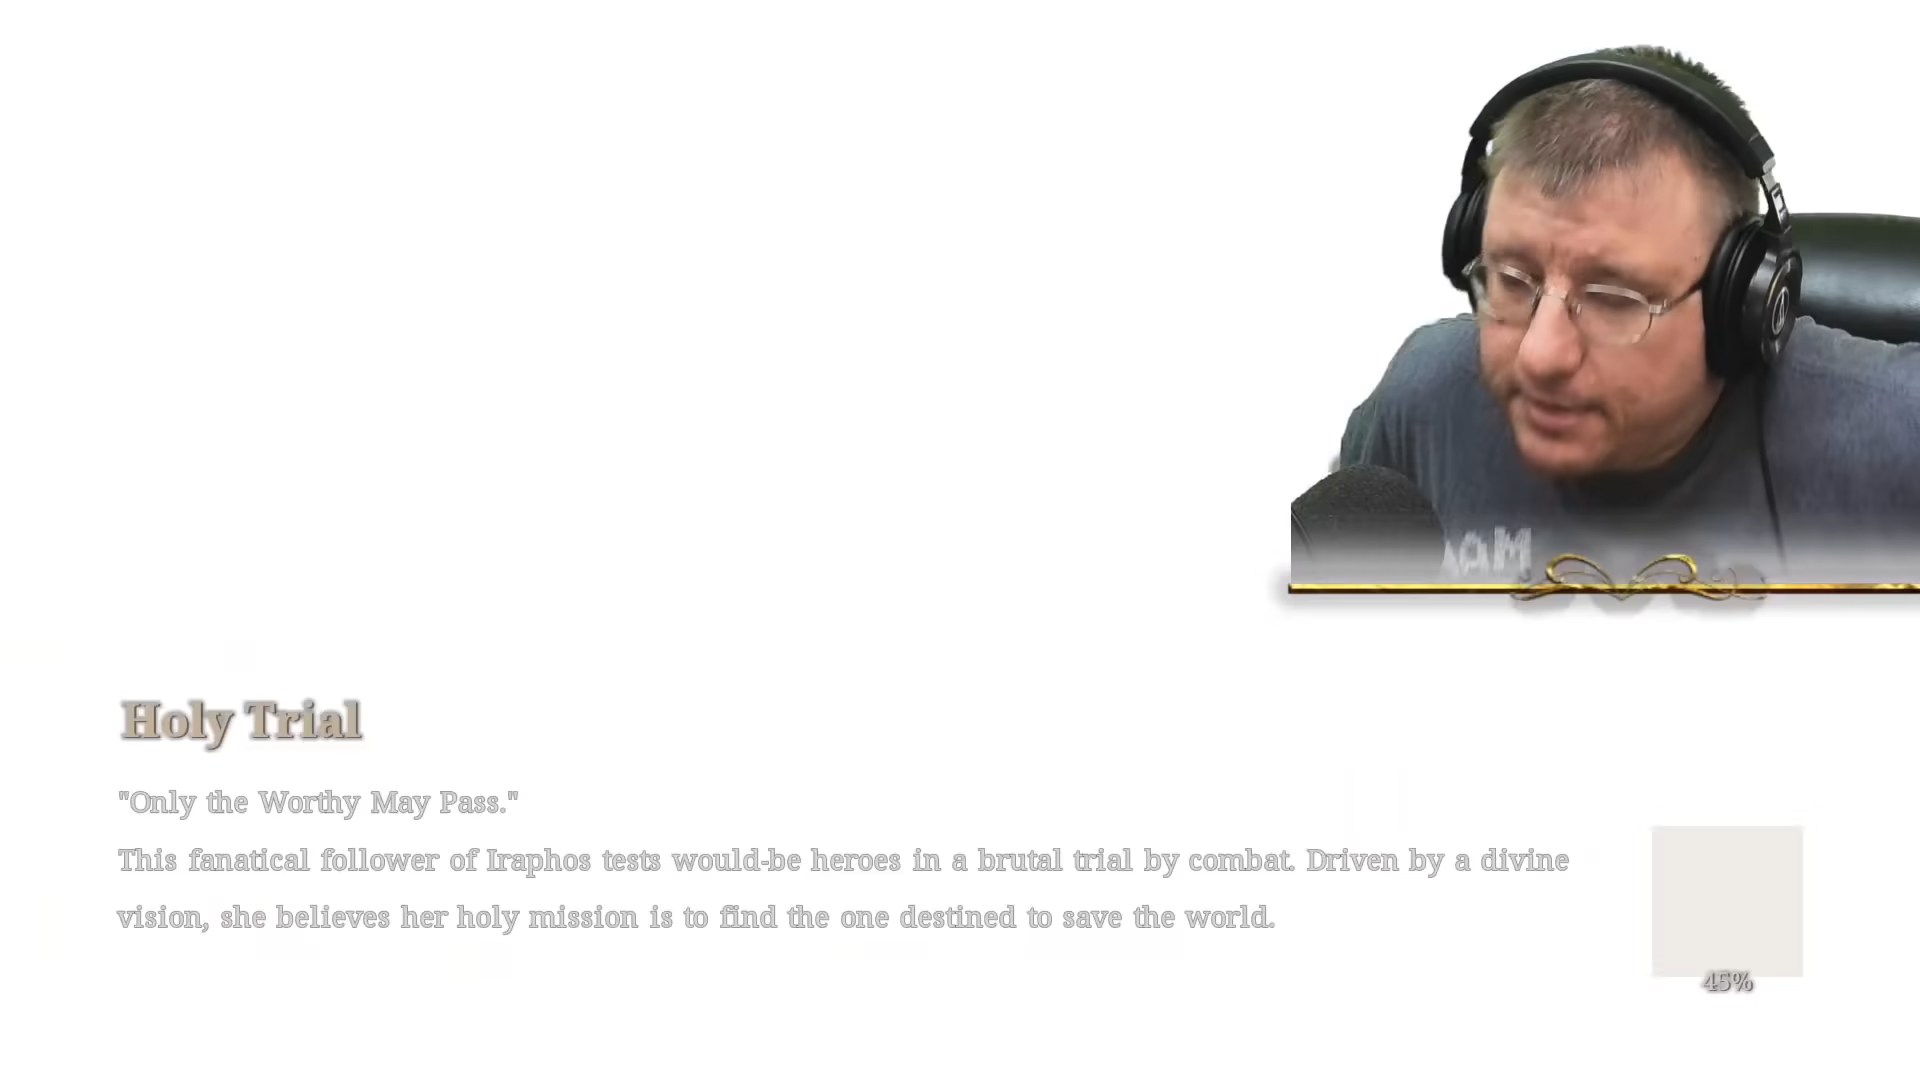 Holy Trial
"Only the Worthy May Pass."
This fanatical follower of Iraphos tests would-be heroes in a brutal trial by combat. Driven by a divine
vision, she believes her holy mission is to find the one destined to save the world.
45%